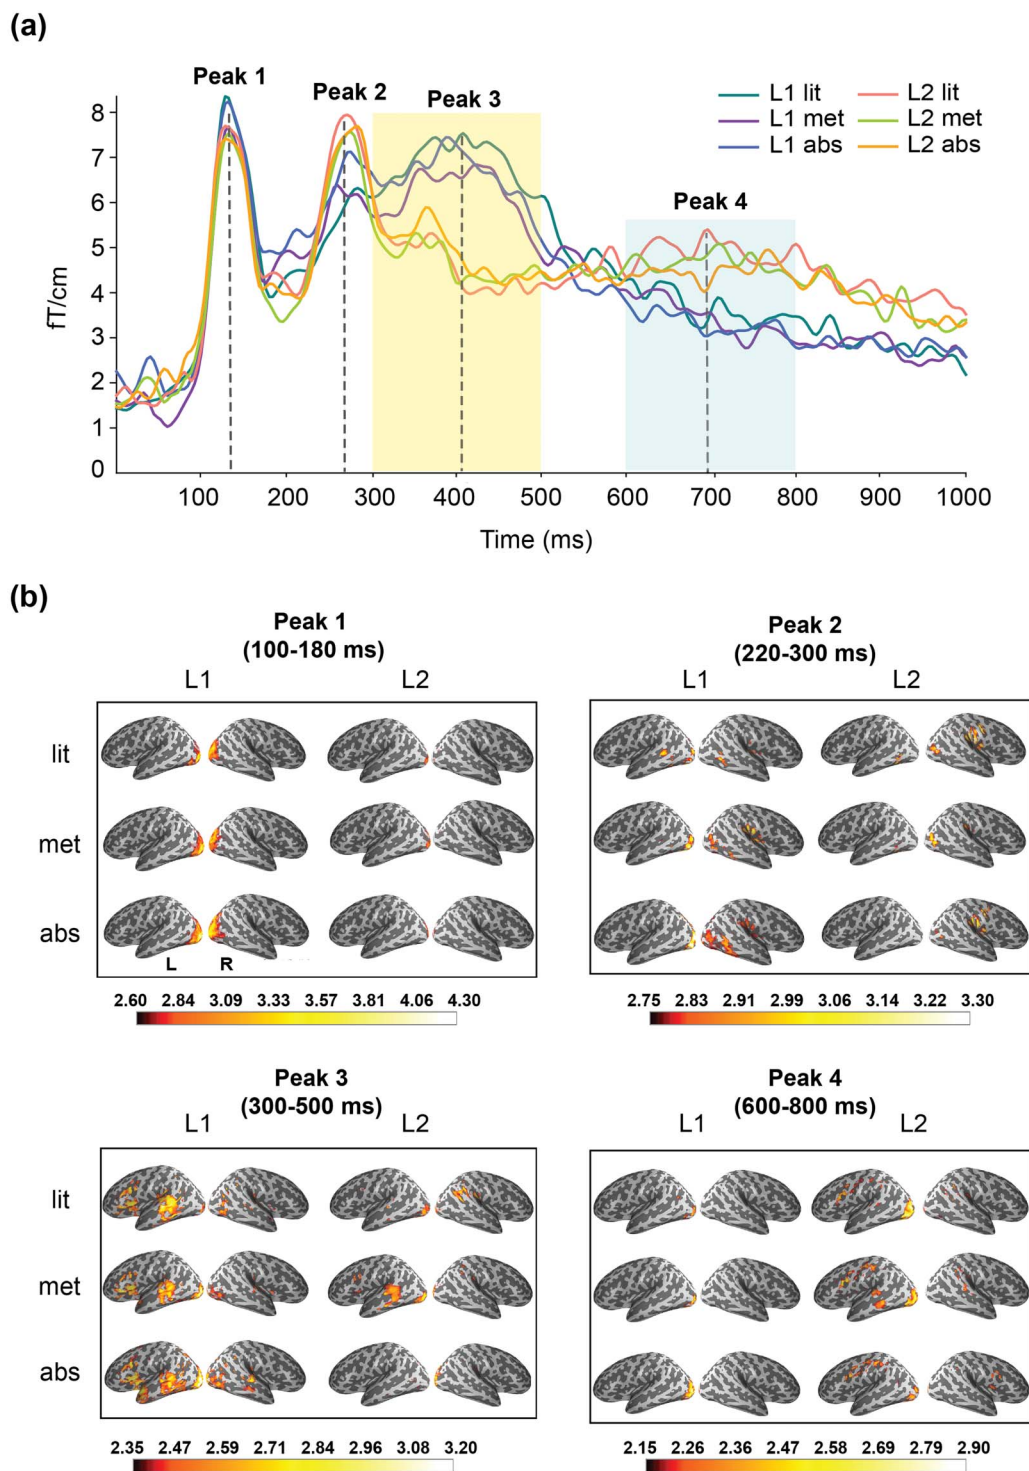 (a)
Peak 1
Peak 2
Peak 3
L1 lit
L2 lit
L1 met
L2 met
L1 abs
L2 abs
Peak 4
fT/cm
8
7
6
5
4
3
2
1
0
100 200 300 400 500 600 700 800 900 1000
Time (ms)
(b)
Peak 1
(100-180 ms)
L1 L2
lit
met
abs
L R
2.60 2.84 3.09 3.33 3.57 3.81 4.06 4.30
Peak 2
(220-300 ms)
L1 L2
2.75 2.83 2.91 2.99 3.06 3.14 3.22 3.30
Peak 3
(300-500 ms)
L1 L2
lit
met
abs
2.35 2.47 2.59 2.71 2.84 2.96 3.08 3.20
Peak 4
(600-800 ms)
L1 L2
2.15 2.26 2.36 2.47 2.58 2.69 2.79 2.90